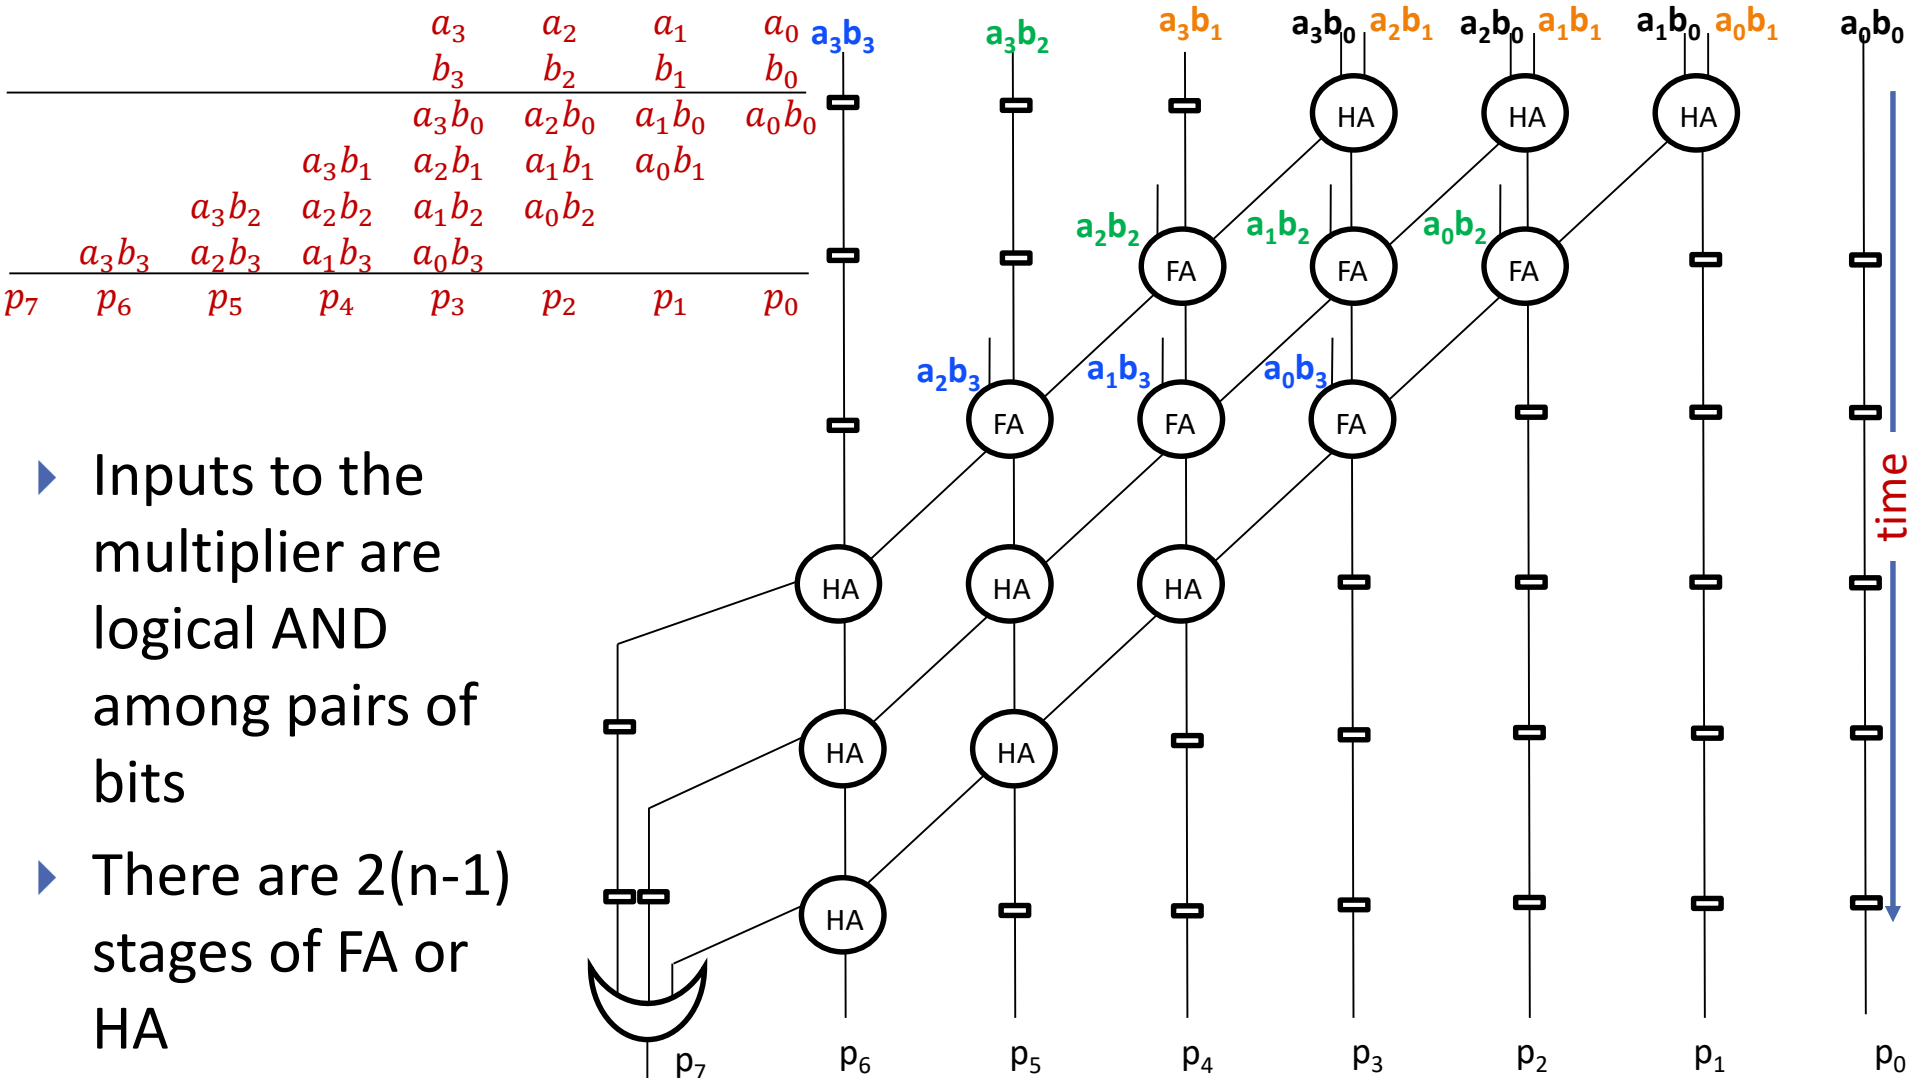 a₃ a₂ a₁ a₀
b₃ b₂ b₁ b₀
a₃b₀ a₂b₀ a₁b₀ a₀b₀
a₃b₁ a₂b₁ a₁b₁ a₀b₁
a₃b₂ a₂b₂ a₁b₂ a₀b₂
a₃b₃ a₂b₃ a₁b₃ a₀b₃
p₇ p₆ p₅ p₄ p₃ p₂ p₁ p₀
Inputs to the
multiplier are
logical AND
among pairs of
bits
There are 2(n-1)
stages of FA or
HA
a₃b₃ a₃b₂ a₃b₁ a₃b₀ a₂b₁ a₂b₀ a₁b₁ a₁b₀ a₀b₁ a₀b₀
HA HA HA
a₂b₂ a₁b₂ a₀b₂
FA FA FA
a₂b₃ a₁b₃ a₀b₃
FA FA FA
time
HA HA HA
HA HA
HA
p₇ p₆ p₅ p₄ p₃ p₂ p₁ p₀